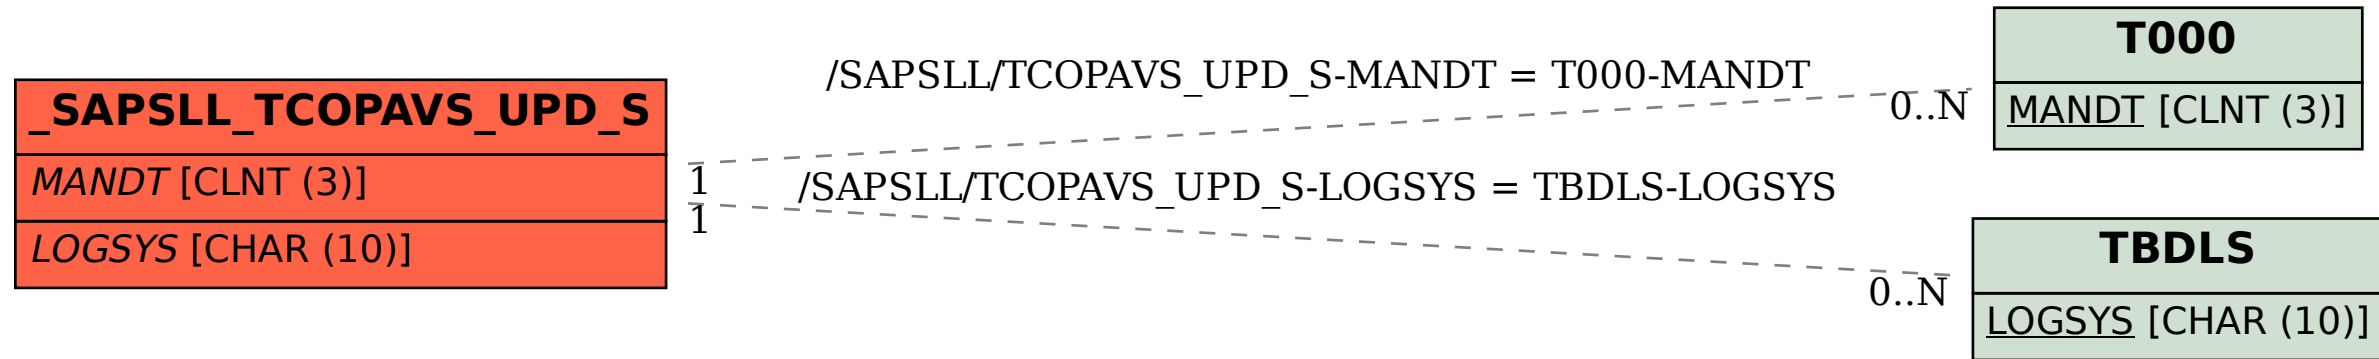 _SAPSLL_TCOPAVS_UPD_S
MANDT [CLNT (3)]
LOGSYS [CHAR (10)]
/SAPSLL/TCOPAVS_UPD_S-MANDT = T000-MANDT
1
0..N
/SAPSLL/TCOPAVS_UPD_S-LOGSYS = TBDLS-LOGSYS
1
0..N
T000
MANDT [CLNT (3)]
TBDLS
LOGSYS [CHAR (10)]